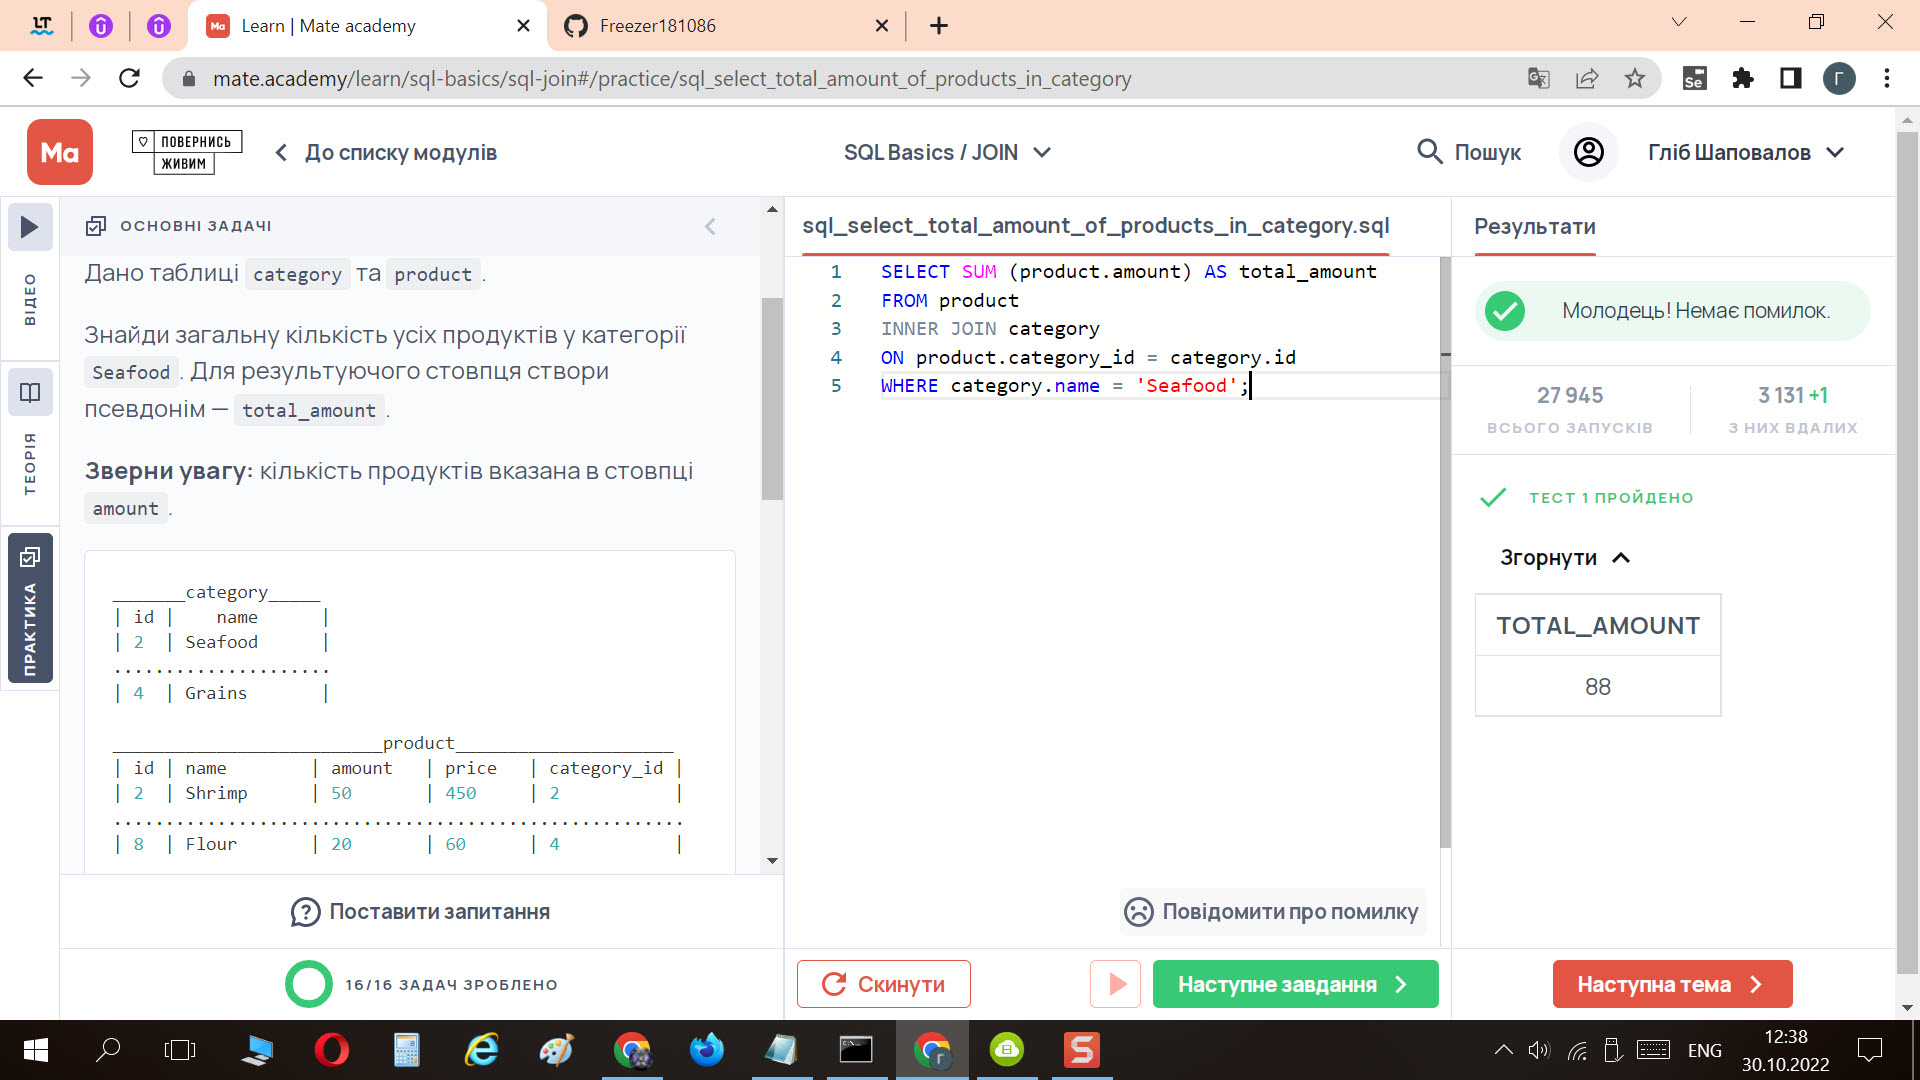 Learn | Mate academy
Freezer181086
mate.academy/learn/sql-basics/sql-join#/practice/sql_select_total_amount_of_products_in_category
Ma
ПОВЕРНИСЬ
ЖИВИМ
До списку модулів
SQL Basics / JOIN
Пошук
Гліб Шаповалов
ВІДЕО
ТЕОРІЯ
ПРАКТИКА
ОСНОВНІ ЗАДАЧІ
Дано таблиці category та product .
Знайди загальну кількість усіх продуктів у категорії
Seafood . Для результуючого стовпця створи
псевдонім — total_amount .
Зверни увагу: кількість продуктів вказана в стовпці
amount .
_______category_____
| id |    name      |
| 2  | Seafood      |
.....................
| 4  | Grains       |
__________________________product_____________________
| id | name        | amount   | price   | category_id |
| 2  | Shrimp      | 50       | 450     | 2           |
.......................................................
| 8  | Flour       | 20       | 60      | 4           |
Поставити запитання
16/16 ЗАДАЧ ЗРОБЛЕНО
sql_select_total_amount_of_products_in_category.sql
1 SELECT SUM (product.amount) AS total_amount
2 FROM product
3 INNER JOIN category
4 ON product.category_id = category.id
5 WHERE category.name = 'Seafood';
Повідомити про помилку
Скинути
Наступне завдання
Результати
Молодець! Немає помилок.
27 945
ВСЬОГО ЗАПУСКІВ
3 131 +1
З НИХ ВДАЛИХ
ТЕСТ 1 ПРОЙДЕНО
Згорнути
TOTAL_AMOUNT
88
Наступна тема
ENG
12:38
30.10.2022